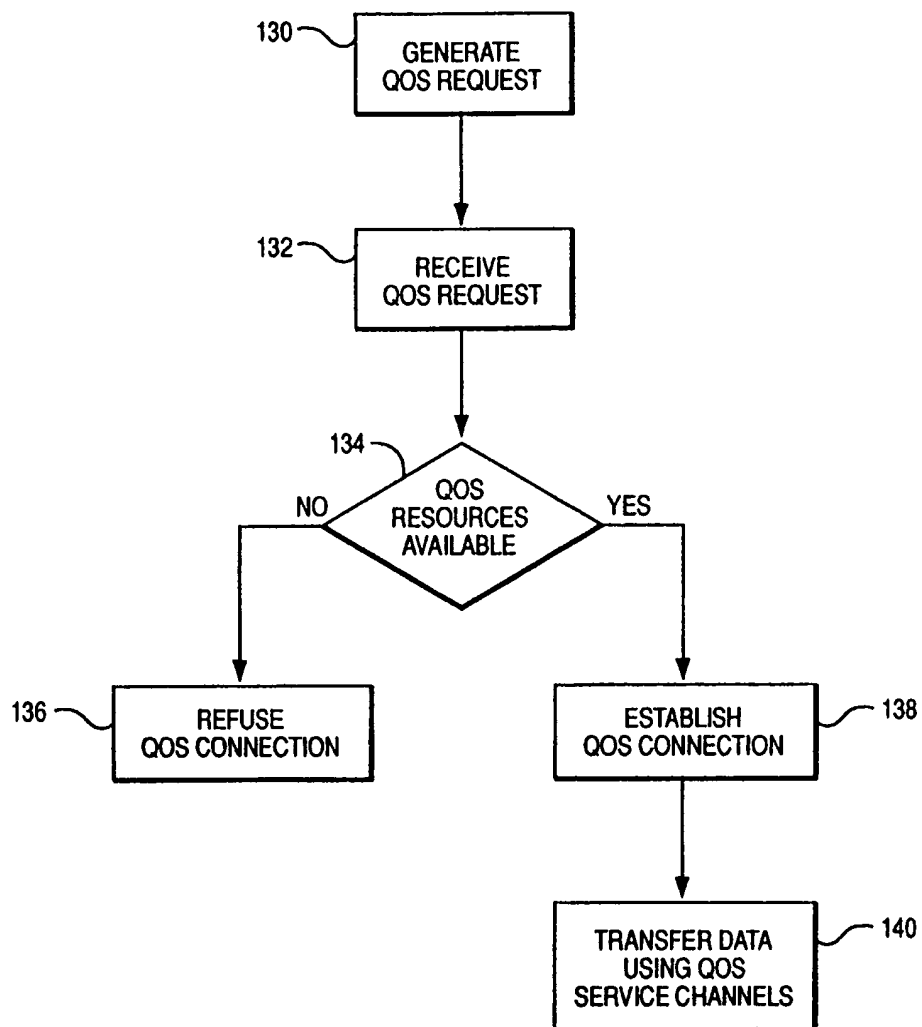 130
GENERATE
QOS REQUEST
132
RECEIVE
QOS REQUEST
134
QOS
RESOURCES
AVAILABLE
NO
YES
136
REFUSE
QOS CONNECTION
ESTABLISH
QOS CONNECTION
138
TRANSFER DATA
USING QOS
SERVICE CHANNELS
140